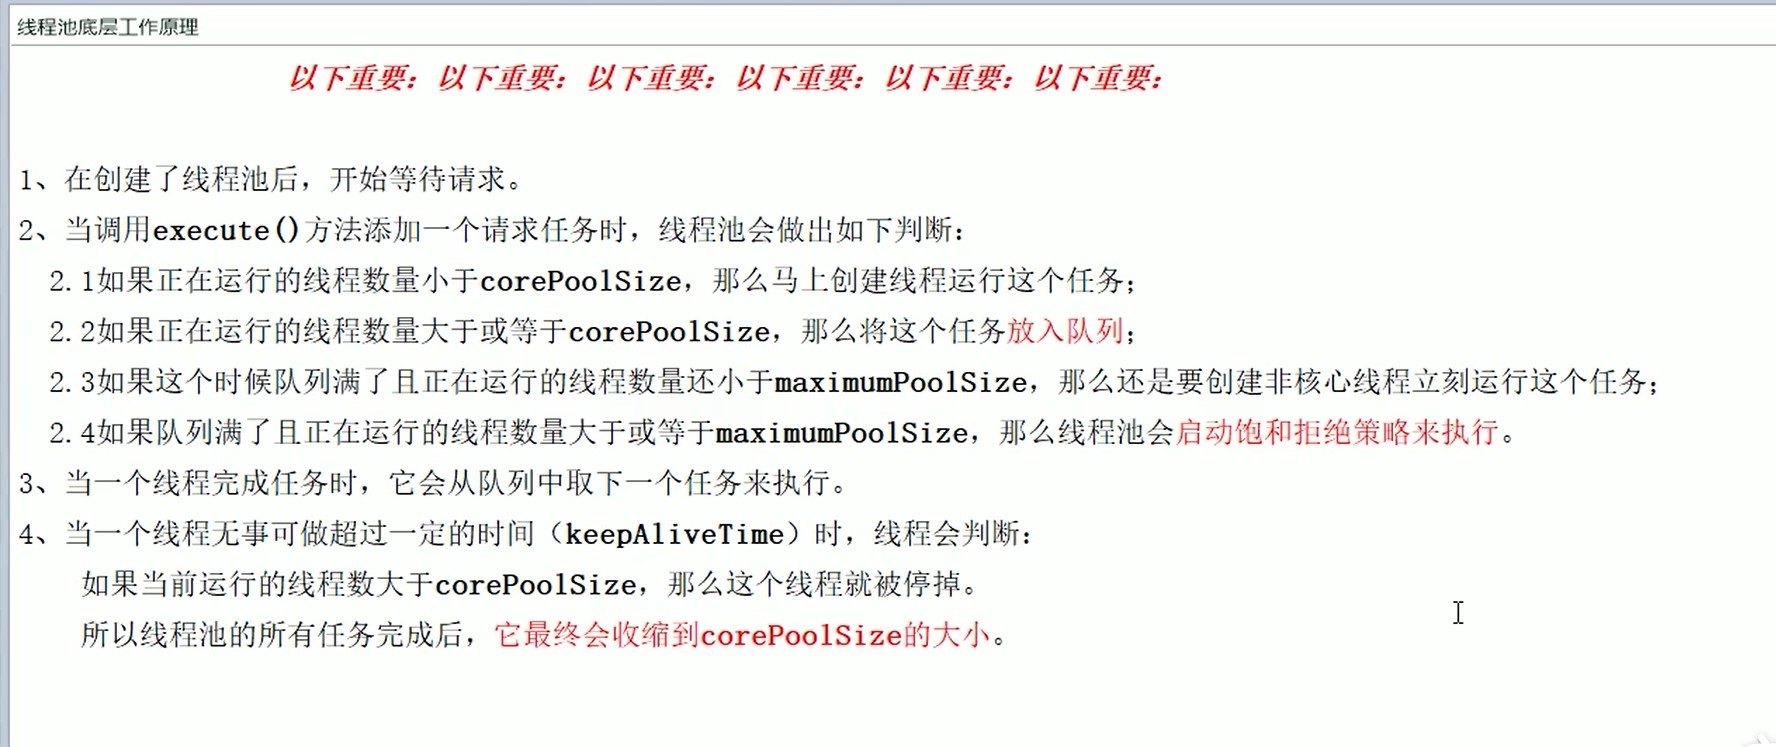 线程池底层工作原理
以下重要：以下重要：以下重要：以下重要：以下重要：以下重要：
1、在创建了线程池后，开始等待请求。
2、当调用execute()方法添加一个请求任务时，线程池会做出如下判断：
2.1如果正在运行的线程数量小于corePoolSize，那么马上创建线程运行这个任务；
2.2如果正在运行的线程数量大于或等于corePoolSize，那么将这个任务放入队列；
2.3如果这个时候队列满了且正在运行的线程数量还小于maximumPoolSize，那么还是要创建非核心线程立刻运行这个任务；
2.4如果队列满了且正在运行的线程数量大于或等于maximumPoolSize，那么线程池会启动饱和拒绝策略来执行。
3、当一个线程完成任务时，它会从队列中取下一个任务来执行。
4、当一个线程无事可做超过一定的时间（keepAliveTime）时，线程会判断：
如果当前运行的线程数大于corePoolSize，那么这个线程就被停掉。
所以线程池的所有任务完成后，它最终会收缩到corePoolSize的大小。